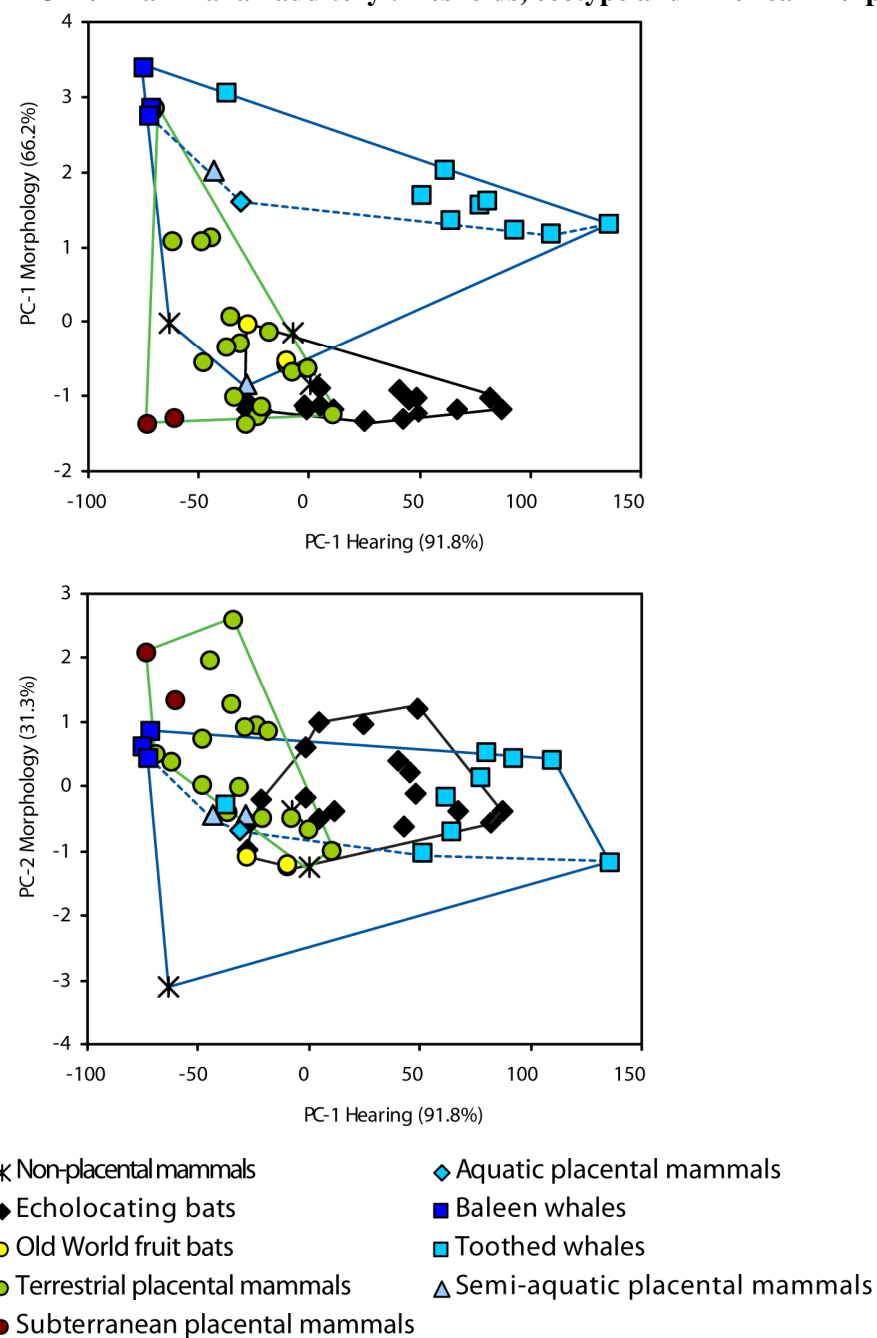 4
3
2
1
0
-1
-2
PC-1 Morphology (66.2%)
-100 -50 0 50 100 150
PC-1 Hearing (91.8%)
3
2
1
0
-1
-2
-3
-4
PC-2 Morphology (31.3%)
-100 -50 0 50 100 150
PC-1 Hearing (91.8%)
Non-placental mammals
Echolocating bats
Old World fruit bats
Terrestrial placental mammals
Subterranean placental mammals
Aquatic placental mammals
Baleen whales
Toothed whales
Semi-aquatic placental mammals